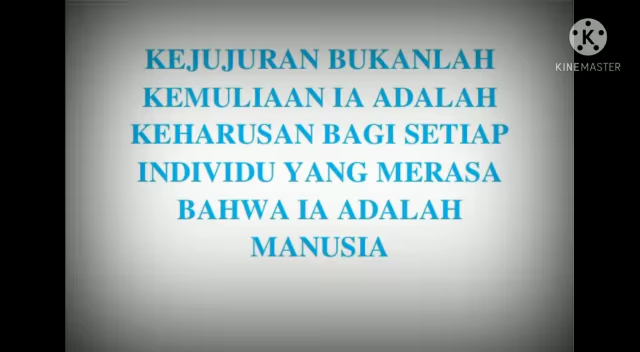 KEJUJURAN BUKANLAH
KEMULIAAN IA ADALAH
KEHARUSAN BAGI SETIAP
INDIVIDU YANG MERASA
BAHWA IA ADALAH
MANUSIA
K
KINEMASTER